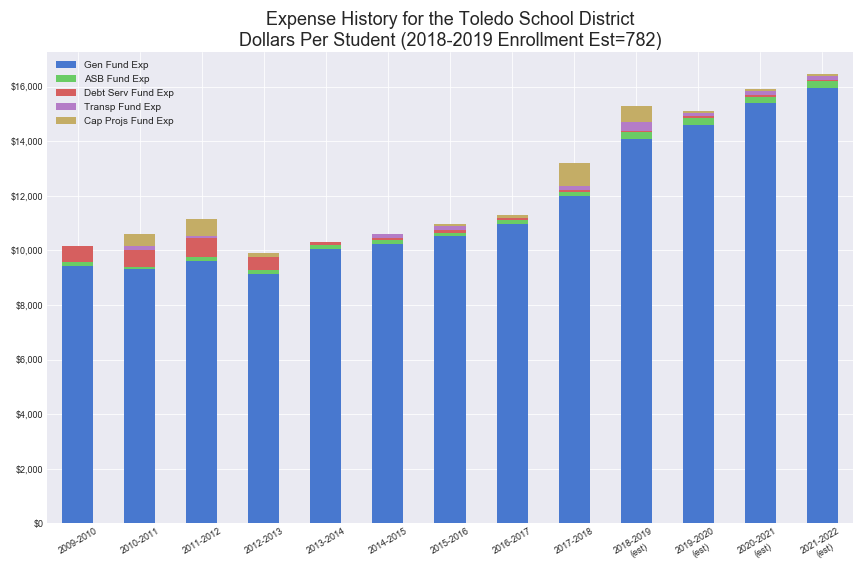 Expense History for the Toledo School District
Dollars Per Student (2018-2019 Enrollment Est=782)
Gen Fund Exp
ASB Fund Exp
Debt Serv Fund Exp
Transp Fund Exp
Cap Projs Fund Exp
$16,000
$14,000
$12,000
$10,000
$8,000
$6,000
$4,000
$2,000
$0
2009-2010
2010-2011
2011-2012
2012-2013
2013-2014
2014-2015
2015-2016
2016-2017
2017-2018
2018-2019
(est)
2019-2020
(est)
2020-2021
(est)
2021-2022
(est)